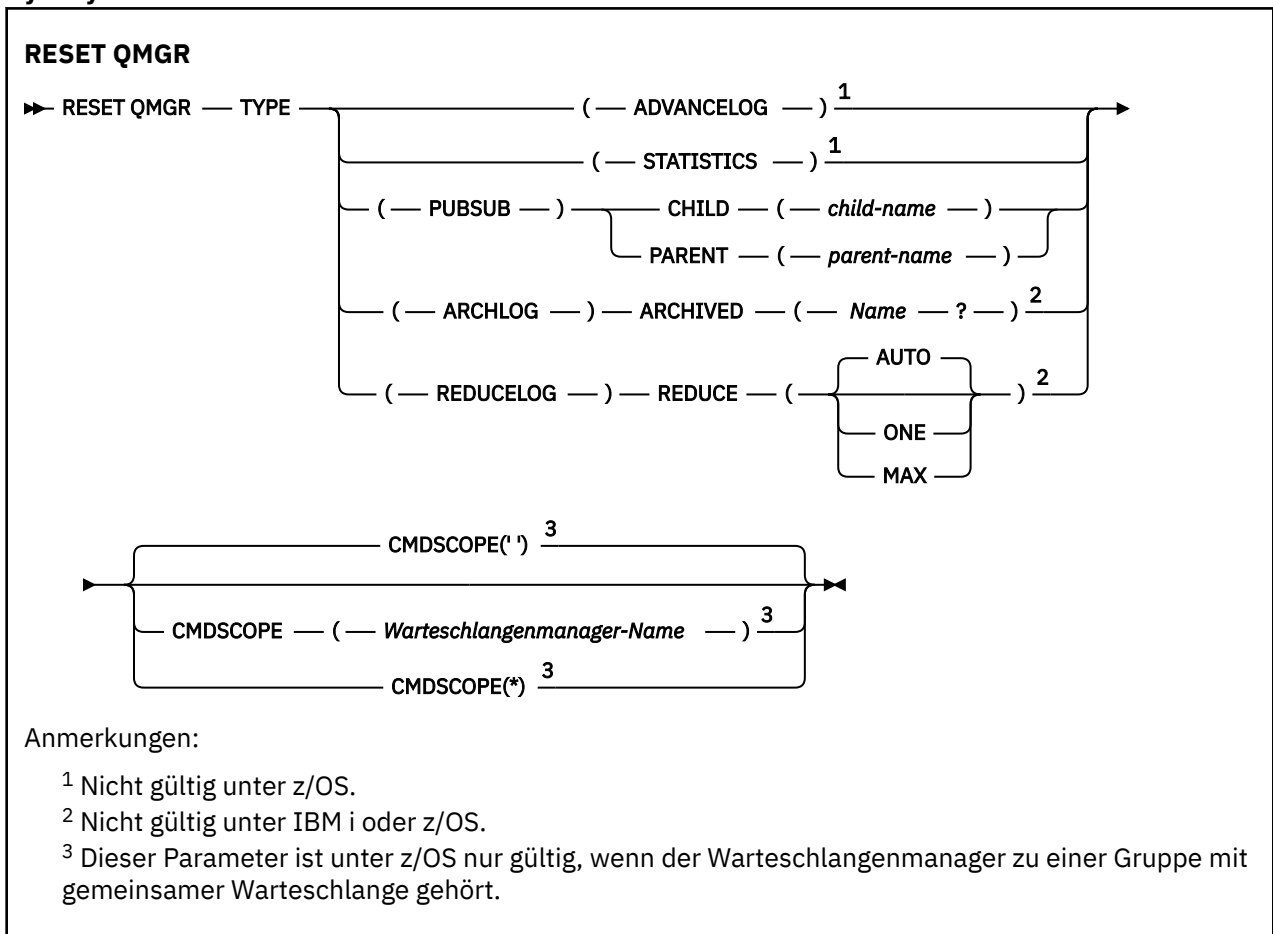 RESET QMGR
RESET QMGR TYPE ( ADVANCELOG ) 1
( STATISTICS ) 1
( PUBSUB ) CHILD ( child-name )
PARENT ( parent-name )
( ARCHLOG ) ARCHIVED ( Name ? ) 2
( REDUCELOG ) REDUCE ( AUTO ) 2
ONE
MAX
CMDSCOPE(' ') 3
CMDSCOPE ( Warteschlangenmanager-Name ) 3
CMDSCOPE(*) 3
Anmerkungen:
1 Nicht gültig unter z/OS.
2 Nicht gültig unter IBM i oder z/OS.
3 Dieser Parameter ist unter z/OS nur gültig, wenn der Warteschlangenmanager zu einer Gruppe mit
gemeinsamer Warteschlange gehört.